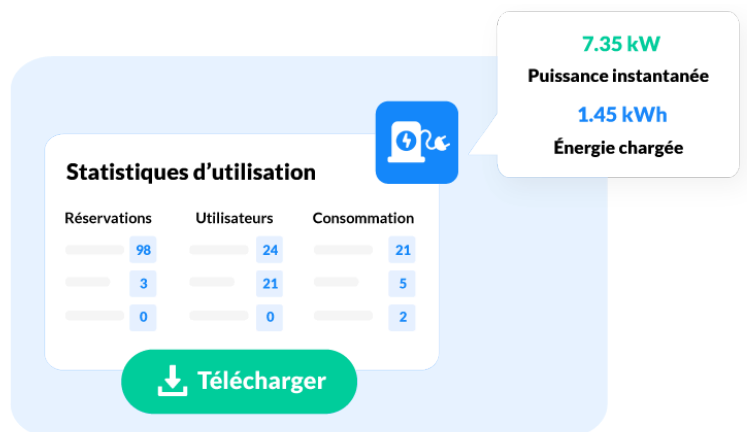 7.35 kW
Puissance instantanée
1.45 kWh
Énergie chargée
Statistiques d’utilisation
Réservations Utilisateurs Consommation
98 24 21
3 21 5
0 0 2
Télécharger